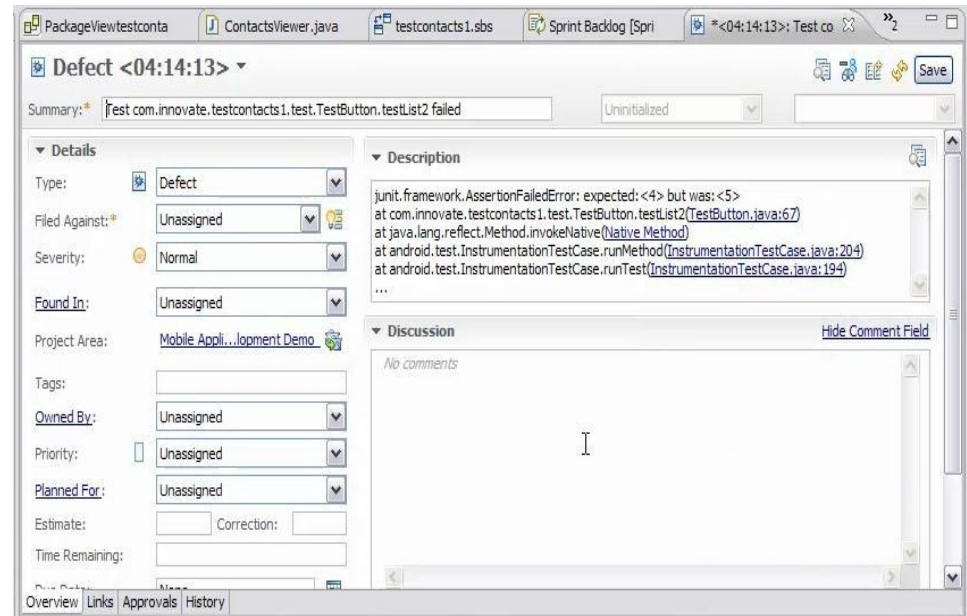 PackageViewtestconta ContactsViewer.java testcontacts1.sbs Sprint Backlog [Spri *<04:14:13>: Test co »2
Defect <04:14:13> Save
Summary:* Test com.innovate.testcontacts1.test.TestButton.testList2 failed Uninitialized
Details
Type: Defect
Filed Against:* Unassigned
Severity: Normal
Found In: Unassigned
Project Area: Mobile Appli...lopment Demo
Tags:
Owned By: Unassigned
Priority: Unassigned
Planned For: Unassigned
Estimate: Correction:
Time Remaining:
Description
junit.framework.AssertionFailedError: expected:<4> but was:<5>
at com.innovate.testcontacts1.test.TestButton.testList2(TestButton.java:67)
at java.lang.reflect.Method.invokeNative(Native Method)
at android.test.InstrumentationTestCase.runMethod(InstrumentationTestCase.java:204)
at android.test.InstrumentationTestCase.runTest(InstrumentationTestCase.java:194)
...
Discussion Hide Comment Field
No comments
Overview Links Approvals History